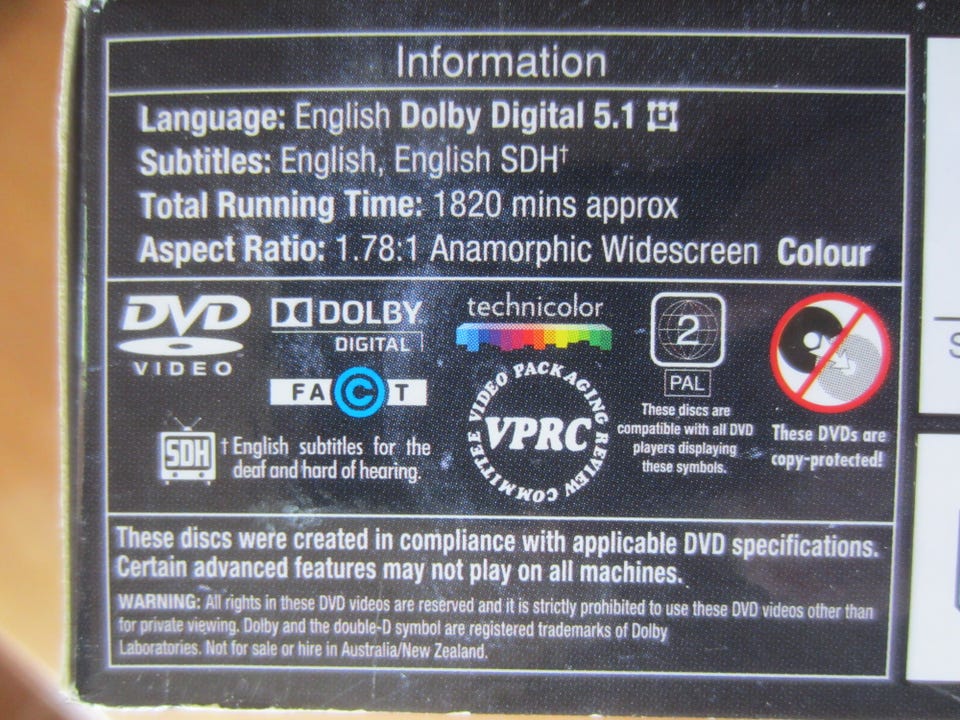 Information
Language: English Dolby Digital 5.1
Subtitles: English, English SDH†
Total Running Time: 1820 mins approx
Aspect Ratio: 1.78:1 Anamorphic Widescreen Colour
DVD
VIDEO
DOLBY
DIGITAL
FACT
SDH
† English subtitles for the
deaf and hard of hearing.
technicolor
VIDEO PACKAGING REVIEW COMMITTEE
VPRC
2
PAL
These discs are
compatible with all DVD
players displaying
these symbols.
These DVDs are
copy-protected!
These discs were created in compliance with applicable DVD specifications.
Certain advanced features may not play on all machines.
WARNING: All rights in these DVD videos are reserved and it is strictly prohibited to use these DVD videos other than
for private viewing. Dolby and the double-D symbol are registered trademarks of Dolby
Laboratories. Not for sale or hire in Australia/New Zealand.